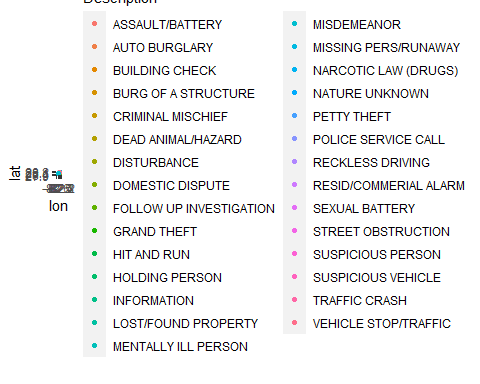 Description
ASSAULT/BATTERY
AUTO BURGLARY
BUILDING CHECK
BURG OF A STRUCTURE
CRIMINAL MISCHIEF
DEAD ANIMAL/HAZARD
DISTURBANCE
DOMESTIC DISPUTE
FOLLOW UP INVESTIGATION
GRAND THEFT
HIT AND RUN
HOLDING PERSON
INFORMATION
LOST/FOUND PROPERTY
MENTALLY ILL PERSON
MISDEMEANOR
MISSING PERS/RUNAWAY
NARCOTIC LAW (DRUGS)
NATURE UNKNOWN
PETTY THEFT
POLICE SERVICE CALL
RECKLESS DRIVING
RESID/COMMERIAL ALARM
SEXUAL BATTERY
STREET OBSTRUCTION
SUSPICIOUS PERSON
SUSPICIOUS VEHICLE
TRAFFIC CRASH
VEHICLE STOP/TRAFFIC
lat
lon